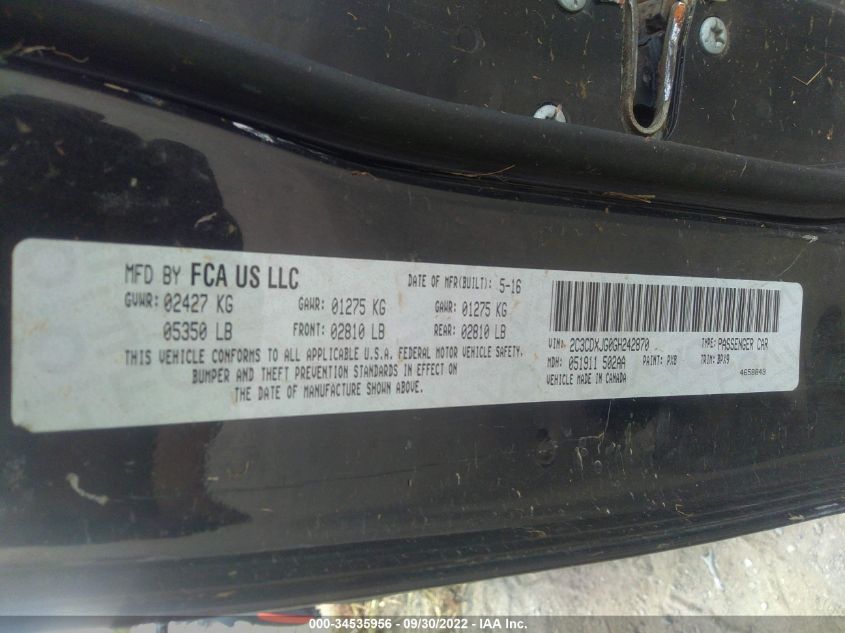 MFD BY FCA US LLC DATE OF MFR(BUILT): 5-16
GVWR: 02427 KG GAWR: 01275 KG GAWR: 01275 KG
05350 LB FRONT: 02810 LB REAR: 02810 LB
THIS VEHICLE CONFORMS TO ALL APPLICABLE U.S.A. FEDERAL MOTOR VEHICLE SAFETY,
BUMPER AND THEFT PREVENTION STANDARDS IN EFFECT ON
THE DATE OF MANUFACTURE SHOWN ABOVE.
VIN: 2C3CDXJG0GH242870 TYPE: PASSENGER CAR
MDH: 051911 502AA PAINT: PX8 TRIM: BPX9
VEHICLE MADE IN CANADA 4658848
000-34535956 - 09/30/2022 - IAA Inc.